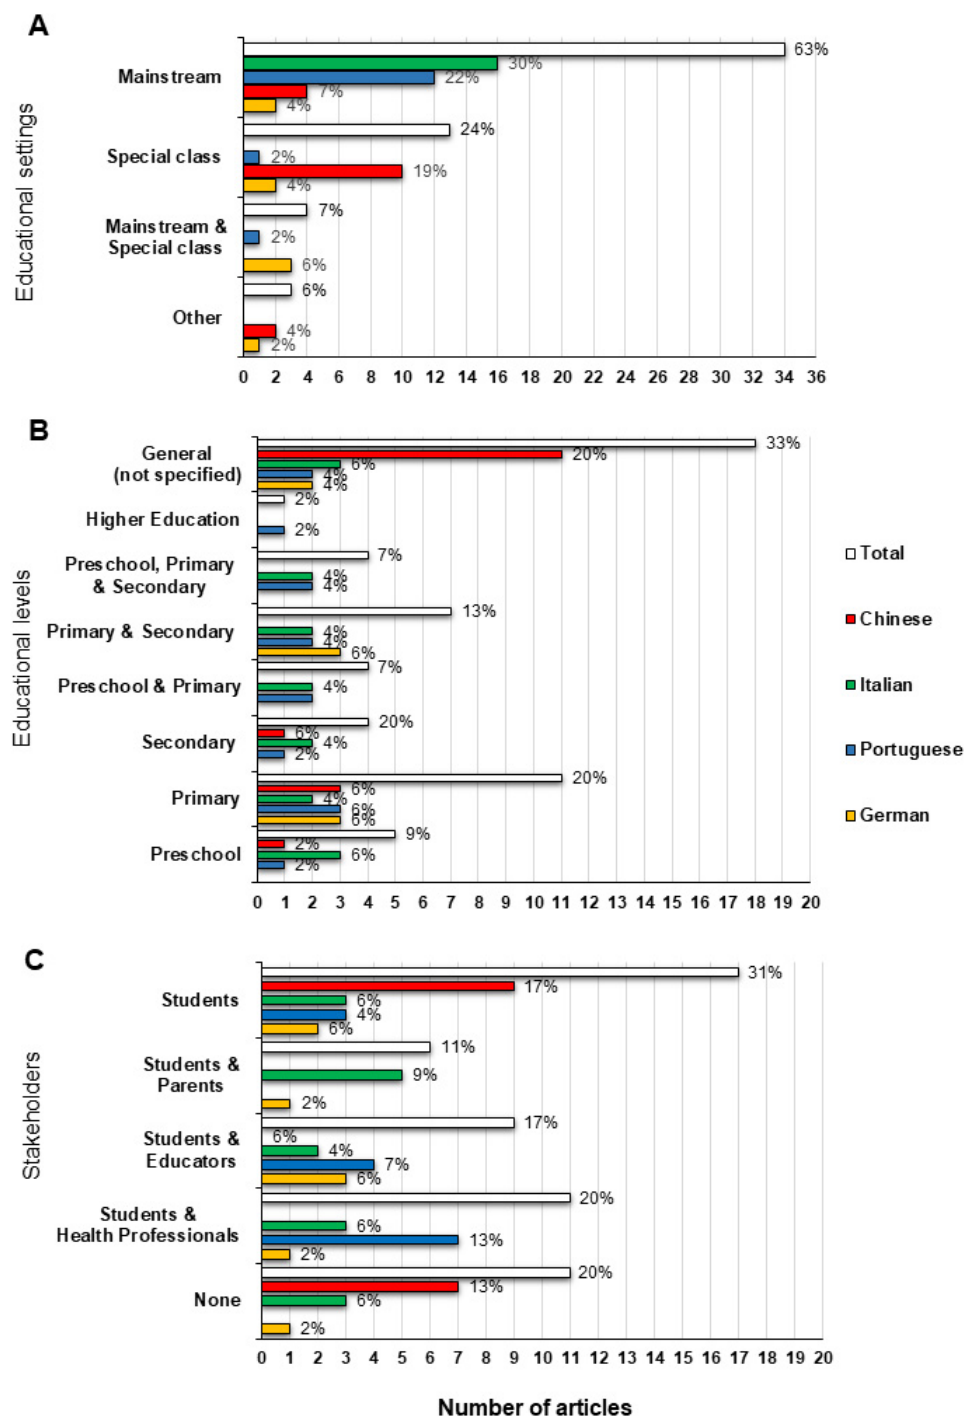 A
Educational settings
Mainstream
63%
30%
22%
7%
4%
Special class
24%
2%
19%
4%
Mainstream &
Special class
7%
2%
6%
Other
6%
4%
2%
0 2 4 6 8 10 12 14 16 18 20 22 24 26 28 30 32 34 36
B
Educational levels
General
(not specified)
33%
20%
6%
4%
4%
Higher Education
2%
2%
Preschool, Primary
& Secondary
7%
4%
4%
Primary & Secondary
13%
4%
4%
6%
Preschool & Primary
7%
4%
Secondary
20%
6%
4%
2%
Primary
20%
6%
4%
6%
6%
Preschool
9%
2%
6%
2%
0 1 2 3 4 5 6 7 8 9 10 11 12 13 14 15 16 17 18 19 20
Total
Chinese
Italian
Portuguese
German
C
Stakeholders
Students
31%
17%
6%
4%
6%
Students &
Parents
11%
9%
2%
Students &
Educators
17%
6%
4%
7%
6%
Students &
Health Professionals
20%
6%
13%
2%
None
20%
13%
6%
2%
0 1 2 3 4 5 6 7 8 9 10 11 12 13 14 15 16 17 18 19 20
Number of articles